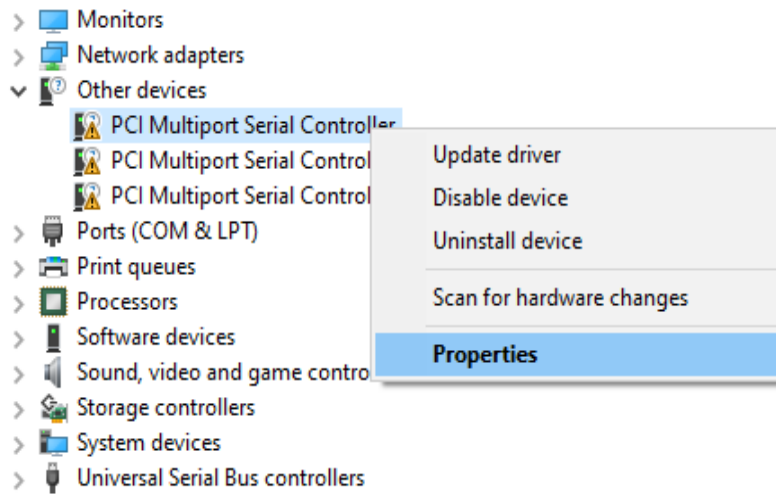 Monitors
Network adapters
Other devices
PCI Multiport Serial Controller
PCI Multiport Serial Control
PCI Multiport Serial Control
Ports (COM & LPT)
Print queues
Processors
Software devices
Sound, video and game contro
Storage controllers
System devices
Universal Serial Bus controllers
Update driver
Disable device
Uninstall device
Scan for hardware changes
Properties